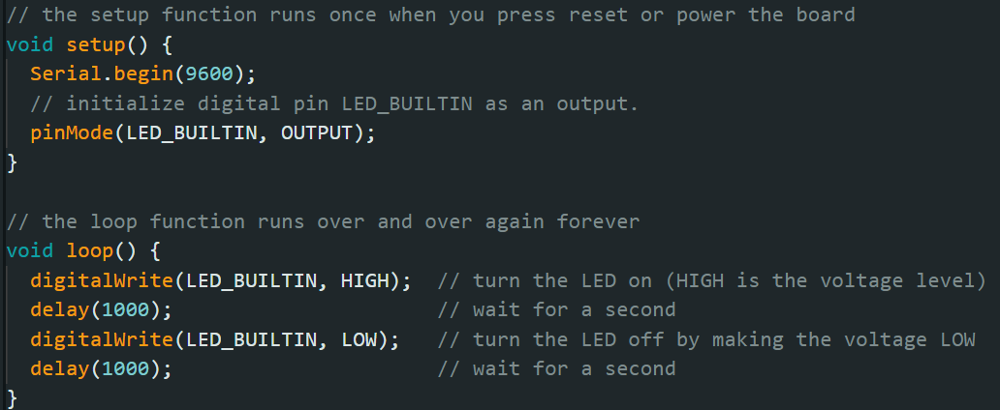 // the setup function runs once when you press reset or power the board
void setup() {
  Serial.begin(9600);
  // initialize digital pin LED_BUILTIN as an output.
  pinMode(LED_BUILTIN, OUTPUT);
}

// the loop function runs over and over again forever
void loop() {
  digitalWrite(LED_BUILTIN, HIGH);  // turn the LED on (HIGH is the voltage level)
  delay(1000);                      // wait for a second
  digitalWrite(LED_BUILTIN, LOW);   // turn the LED off by making the voltage LOW
  delay(1000);                      // wait for a second
}